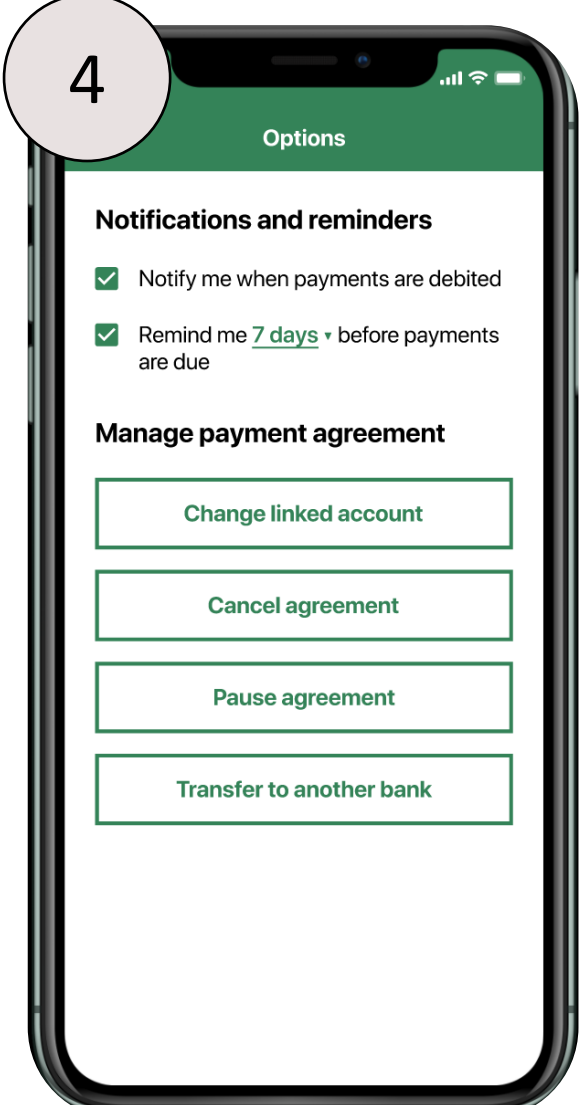 4
Options
Notifications and reminders
Notify me when payments are debited
Remind me 7 days ▾ before payments
are due
Manage payment agreement
Change linked account
Cancel agreement
Pause agreement
Transfer to another bank